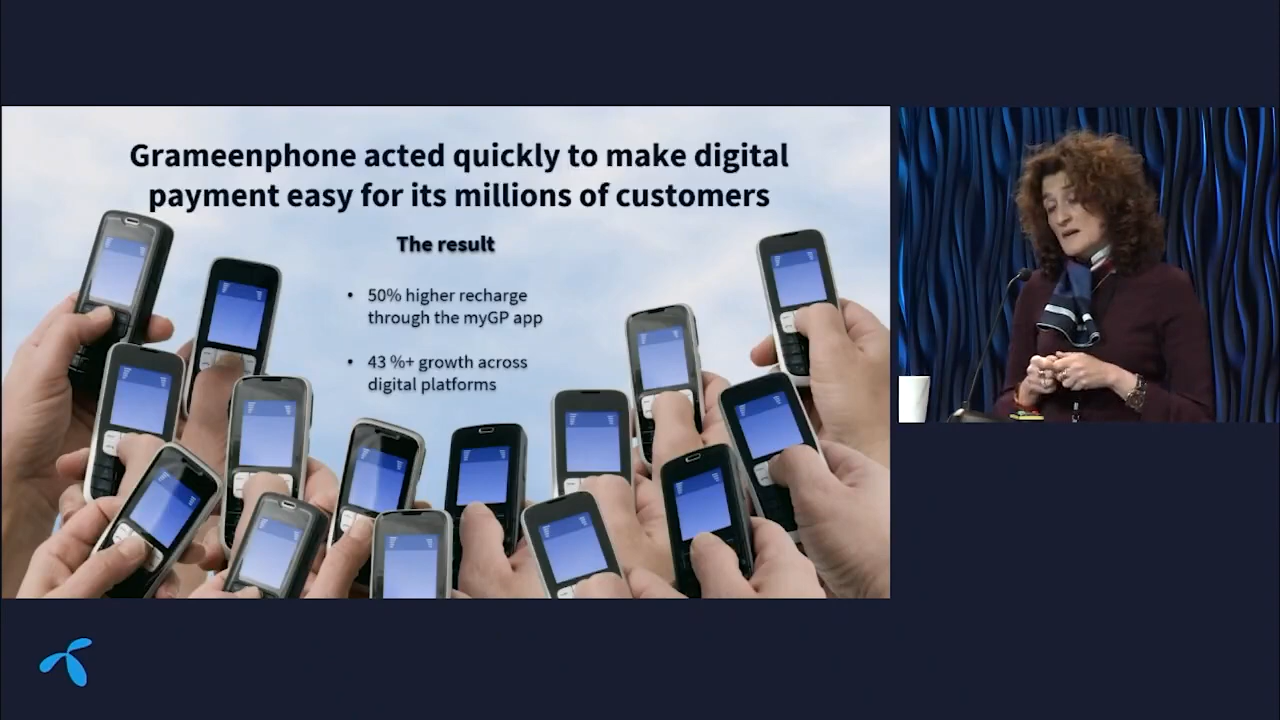 Grameenphone acted quickly to make digital
payment easy for its millions of customers
The result
• 50% higher recharge
through the myGP app
• 43 %+ growth across
digital platforms